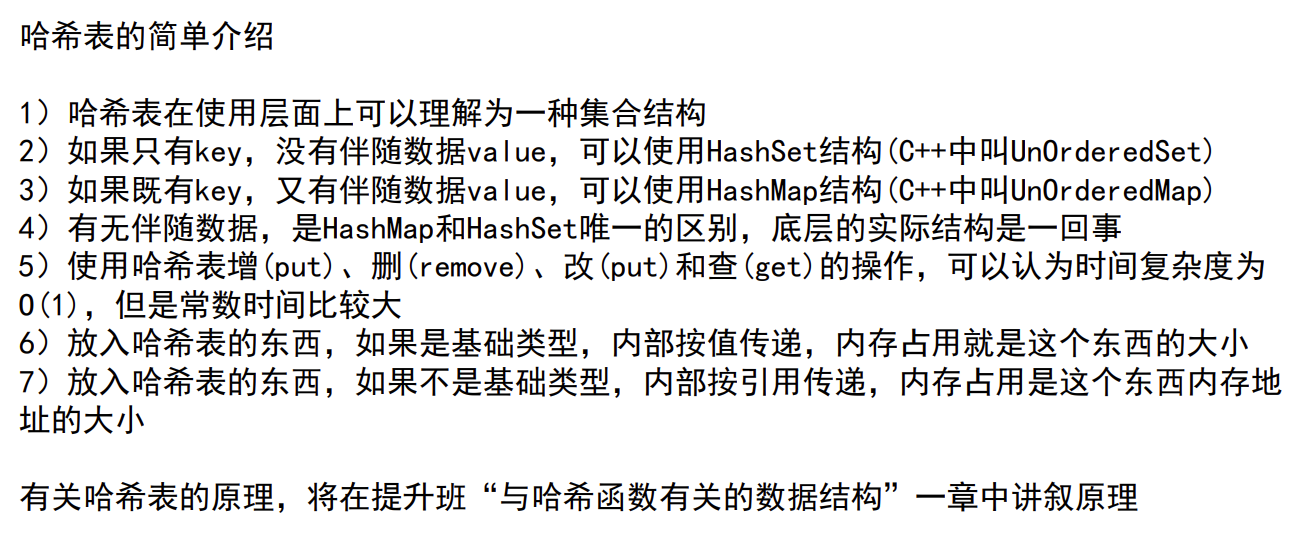 哈希表的简单介绍
1）哈希表在使用层面上可以理解为一种集合结构
2）如果只有key，没有伴随数据value，可以使用HashSet结构(C++中叫UnOrderedSet)
3）如果既有key，又有伴随数据value，可以使用HashMap结构(C++中叫UnOrderedMap)
4）有无伴随数据，是HashMap和HashSet唯一的区别，底层的实际结构是一回事
5）使用哈希表增(put)、删(remove)、改(put)和查(get)的操作，可以认为时间复杂度为
O(1)，但是常数时间比较大
6）放入哈希表的东西，如果是基础类型，内部按值传递，内存占用就是这个东西的大小
7）放入哈希表的东西，如果不是基础类型，内部按引用传递，内存占用是这个东西内存地
址的大小
有关哈希表的原理，将在提升班“与哈希函数有关的数据结构”一章中讲叙原理